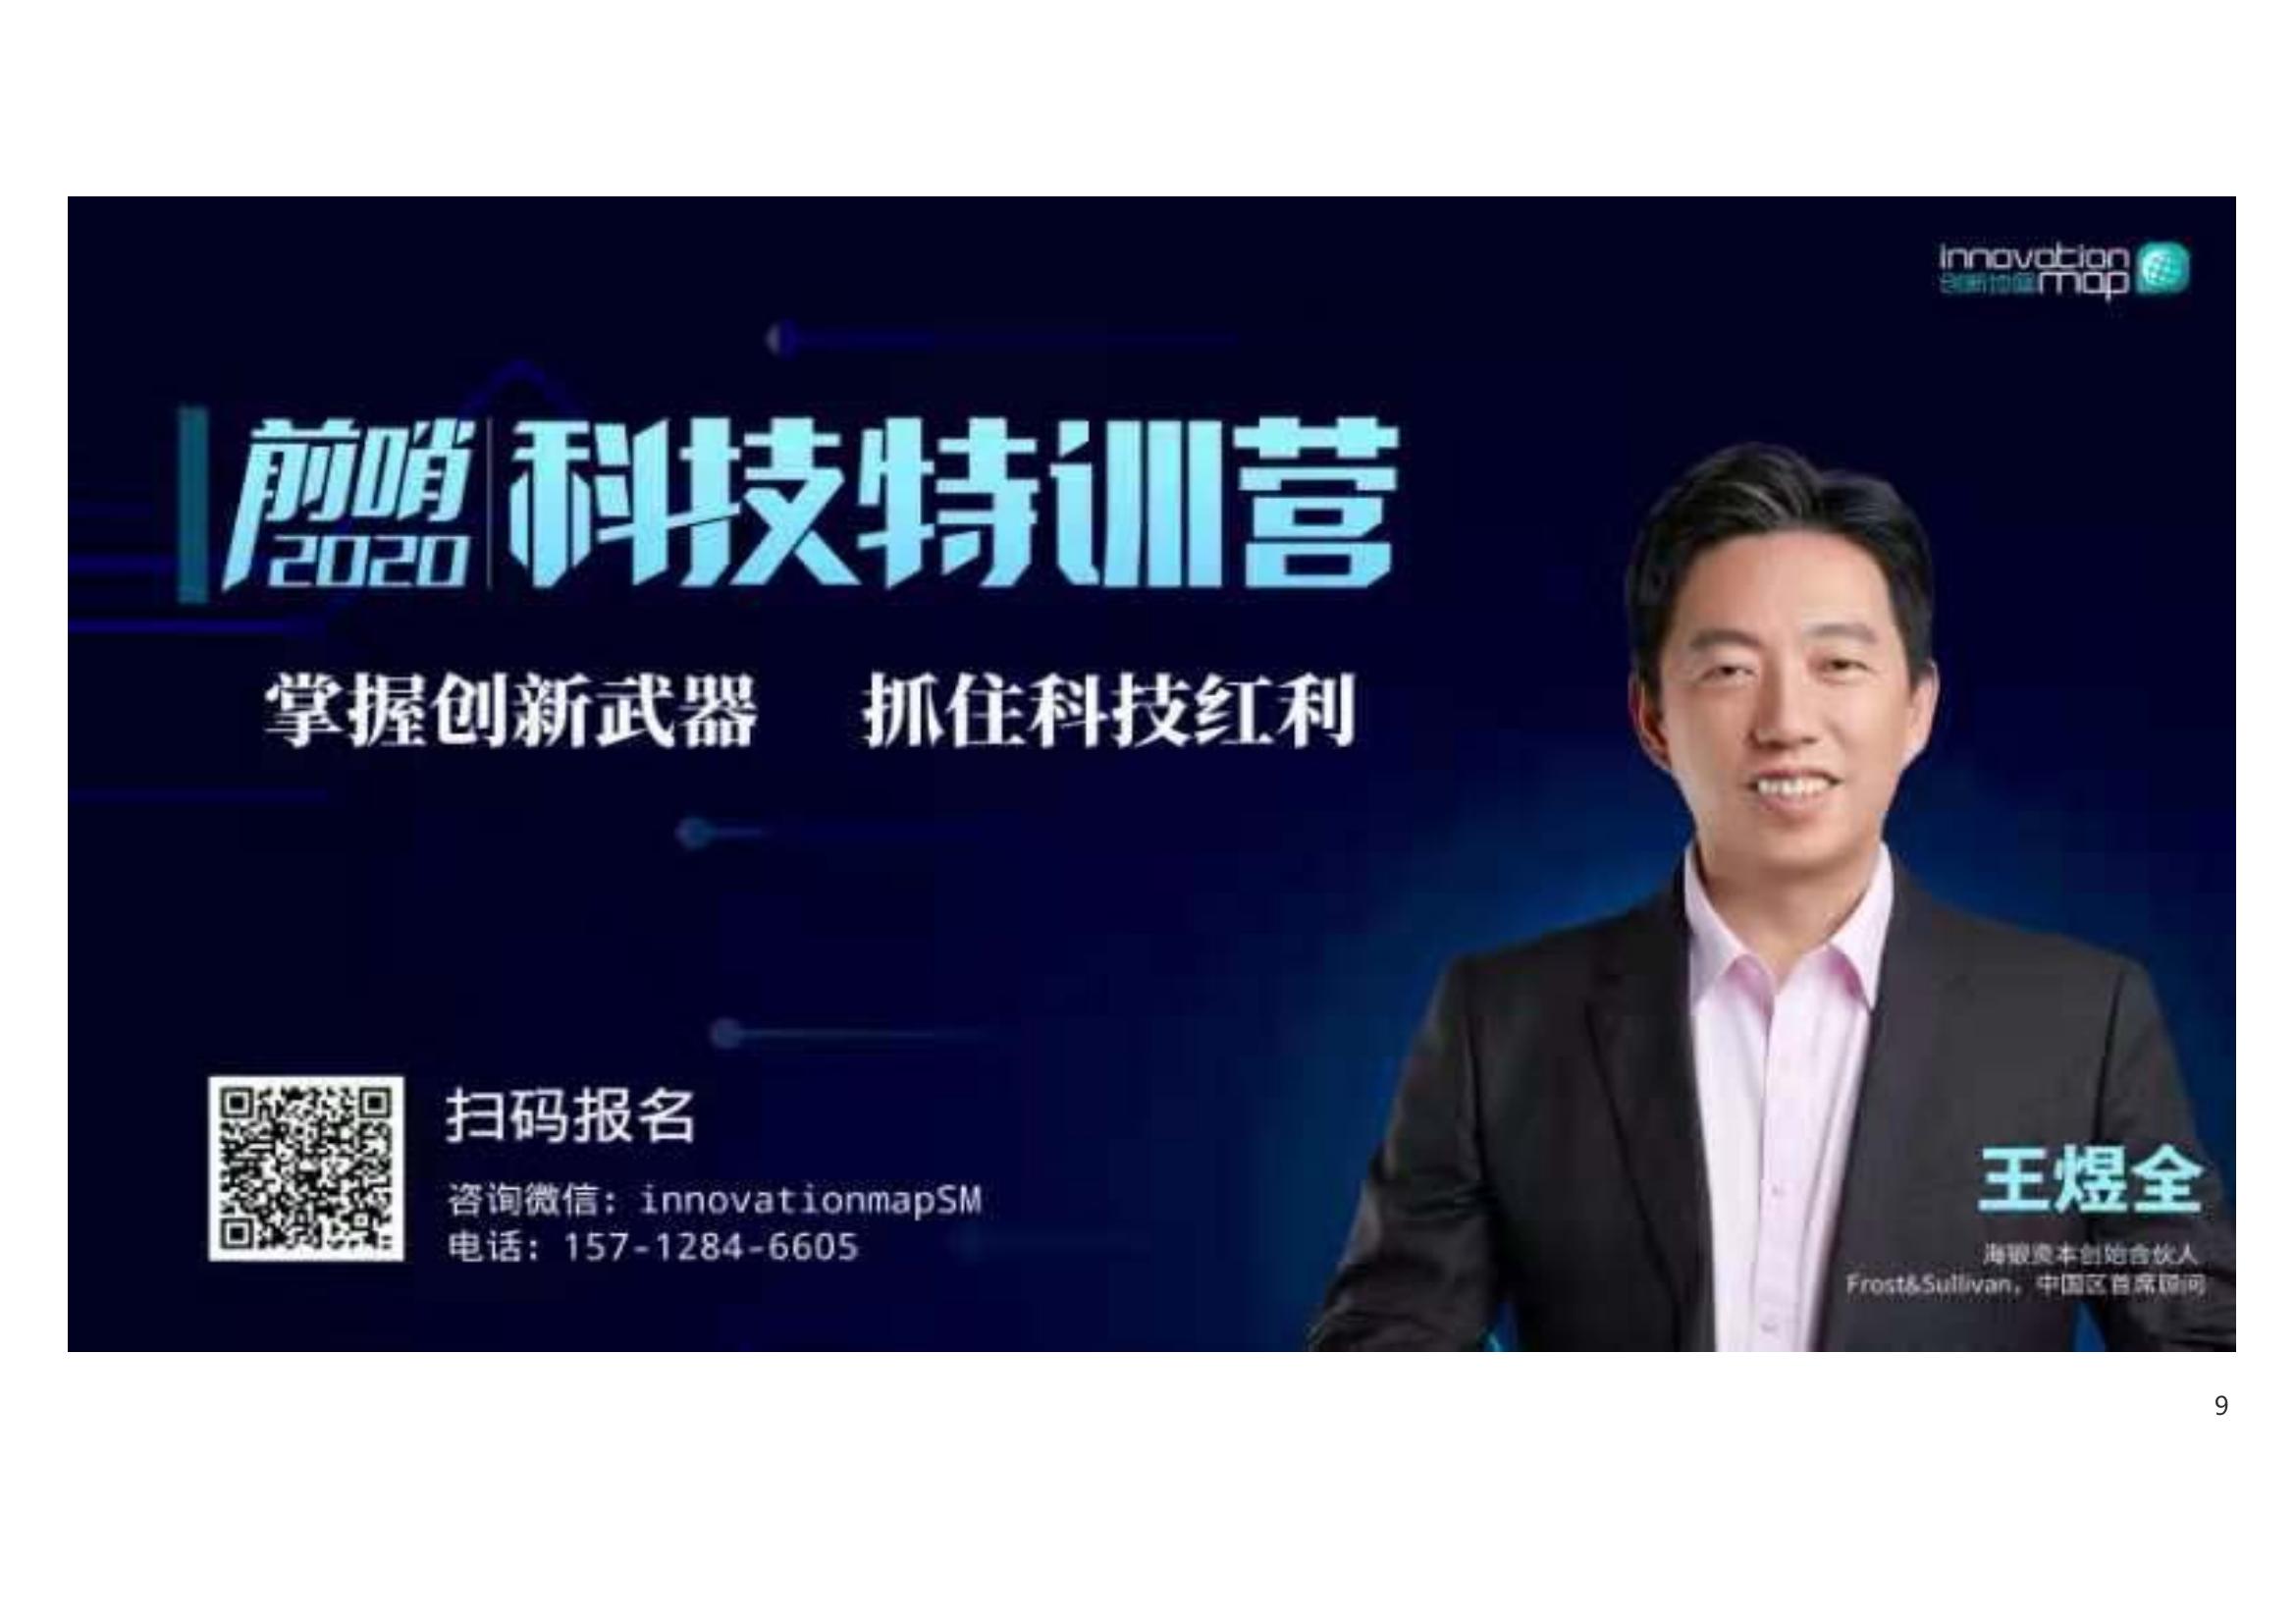 innovation
创新地图map
前哨
2020
科技特训营
掌握创新武器 抓住科技红利
扫码报名
咨询微信：innovationmapSM
电话：157-1284-6605
王煜全
海银资本创始合伙人
Frost&Sullivan，中国区首席顾问
9